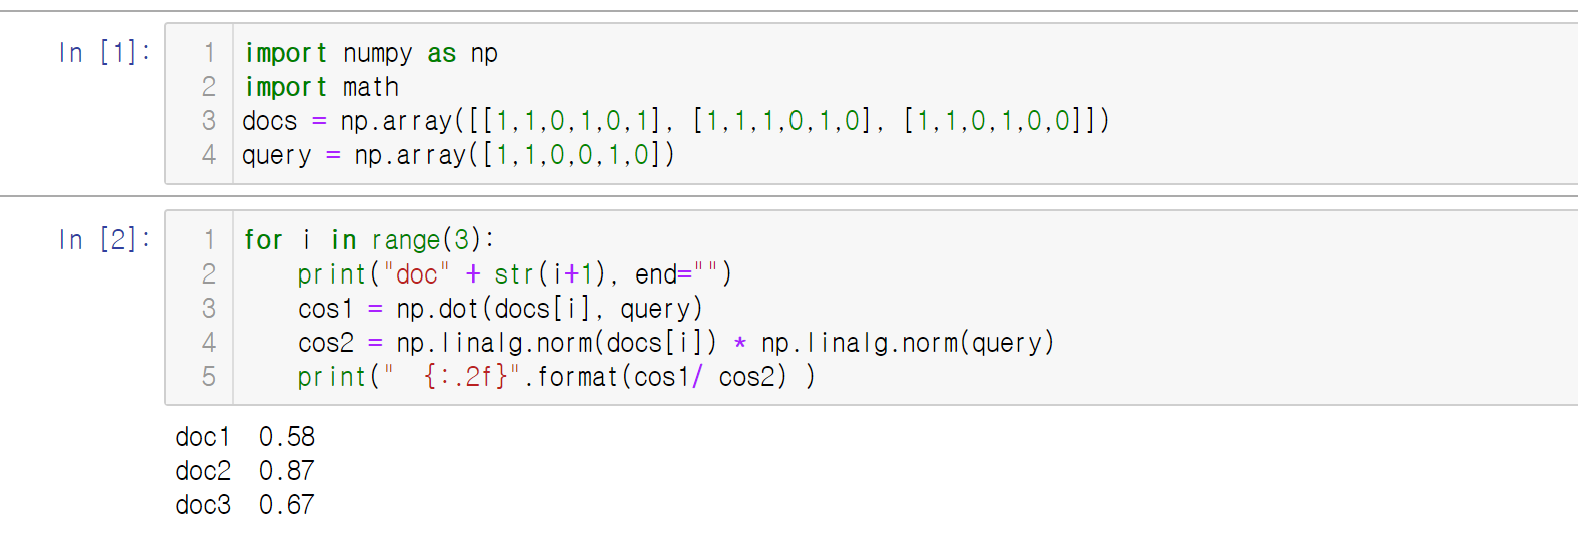 In [1]:
1 import numpy as np
2 import math
3 docs = np.array([[1,1,0,1,0,1], [1,1,1,0,1,0], [1,1,0,1,0,0]])
4 query = np.array([1,1,0,0,1,0])
In [2]:
1 for i in range(3):
2     print("doc" + str(i+1), end="")
3     cos1 = np.dot(docs[i], query)
4     cos2 = np.linalg.norm(docs[i]) * np.linalg.norm(query)
5     print("  {:.2f}".format(cos1/ cos2) )
doc1  0.58
doc2  0.87
doc3  0.67